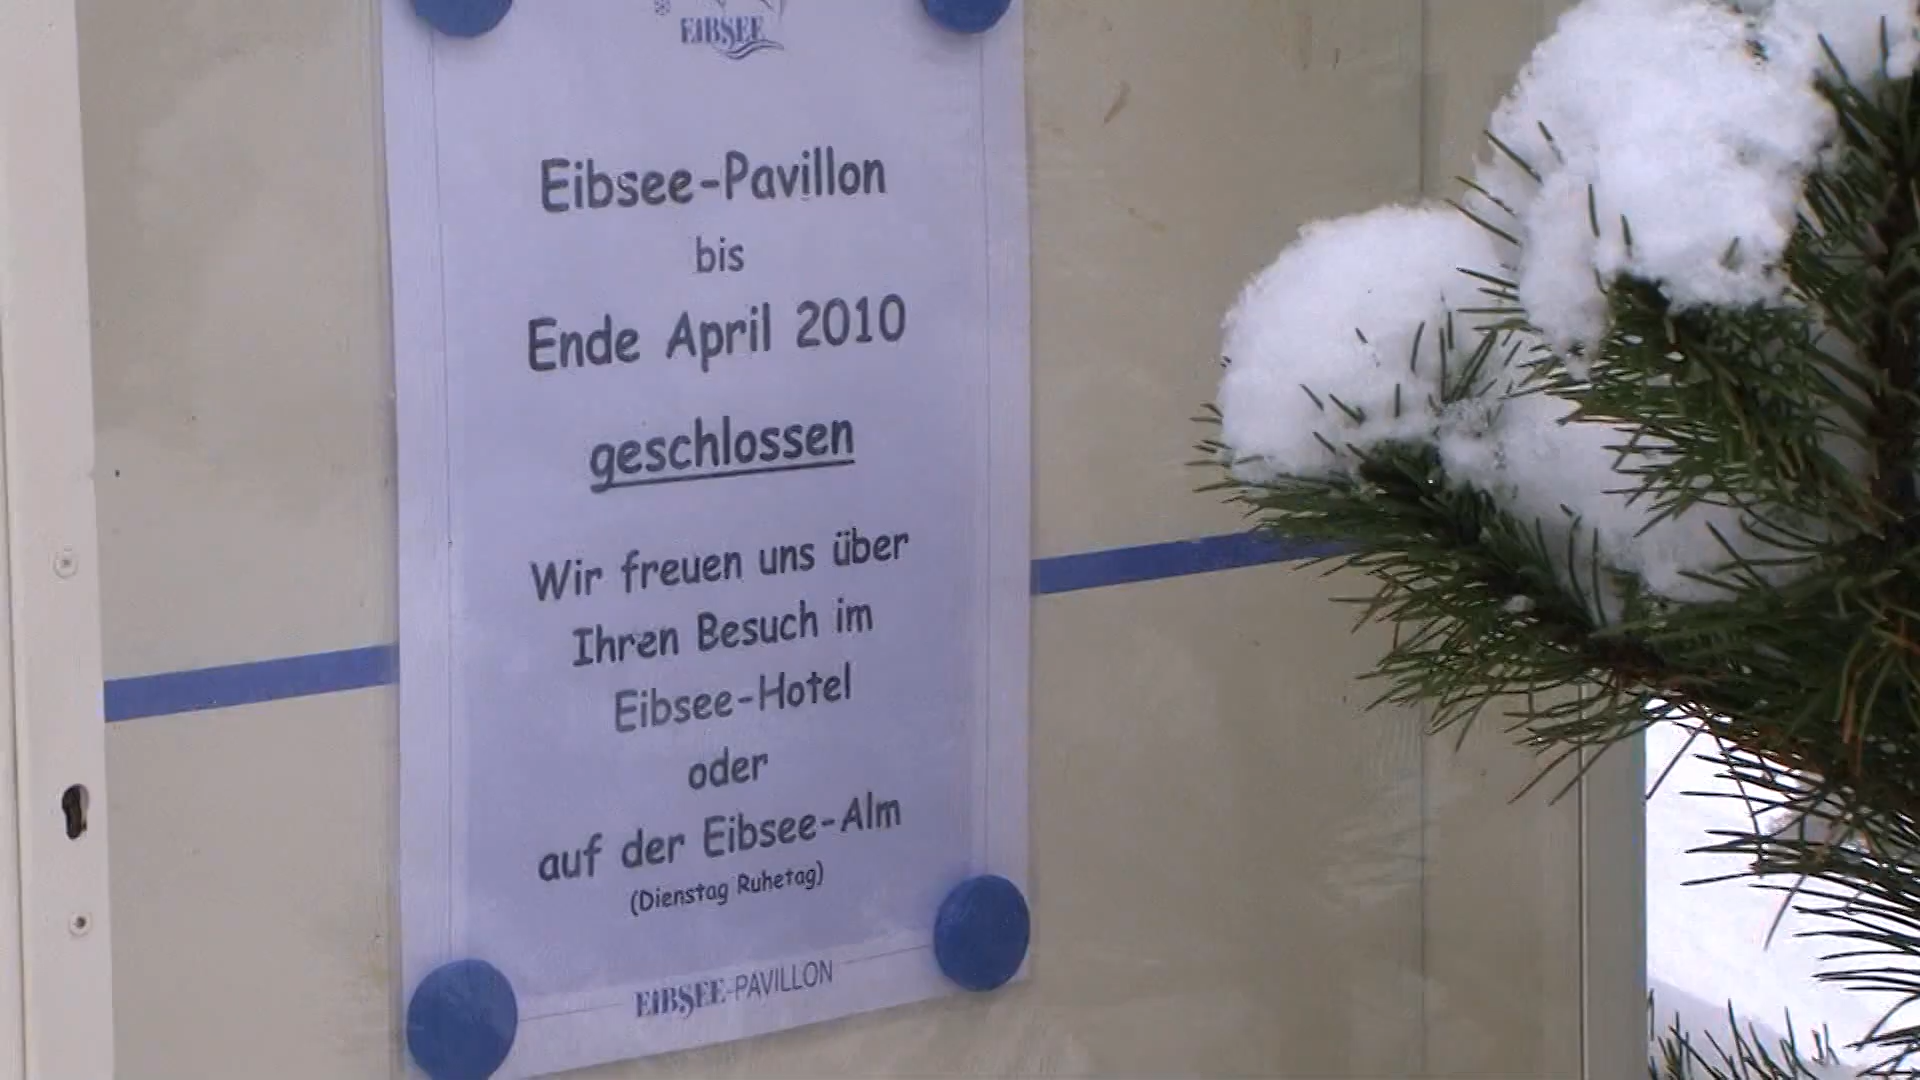 EIBSEE
Eibsee-Pavillon
bis
Ende April 2010
geschlossen
Wir freuen uns über
Ihren Besuch im
Eibsee-Hotel
oder
auf der Eibsee-Alm
(Dienstag Ruhetag)
EIBSEE-PAVILLON